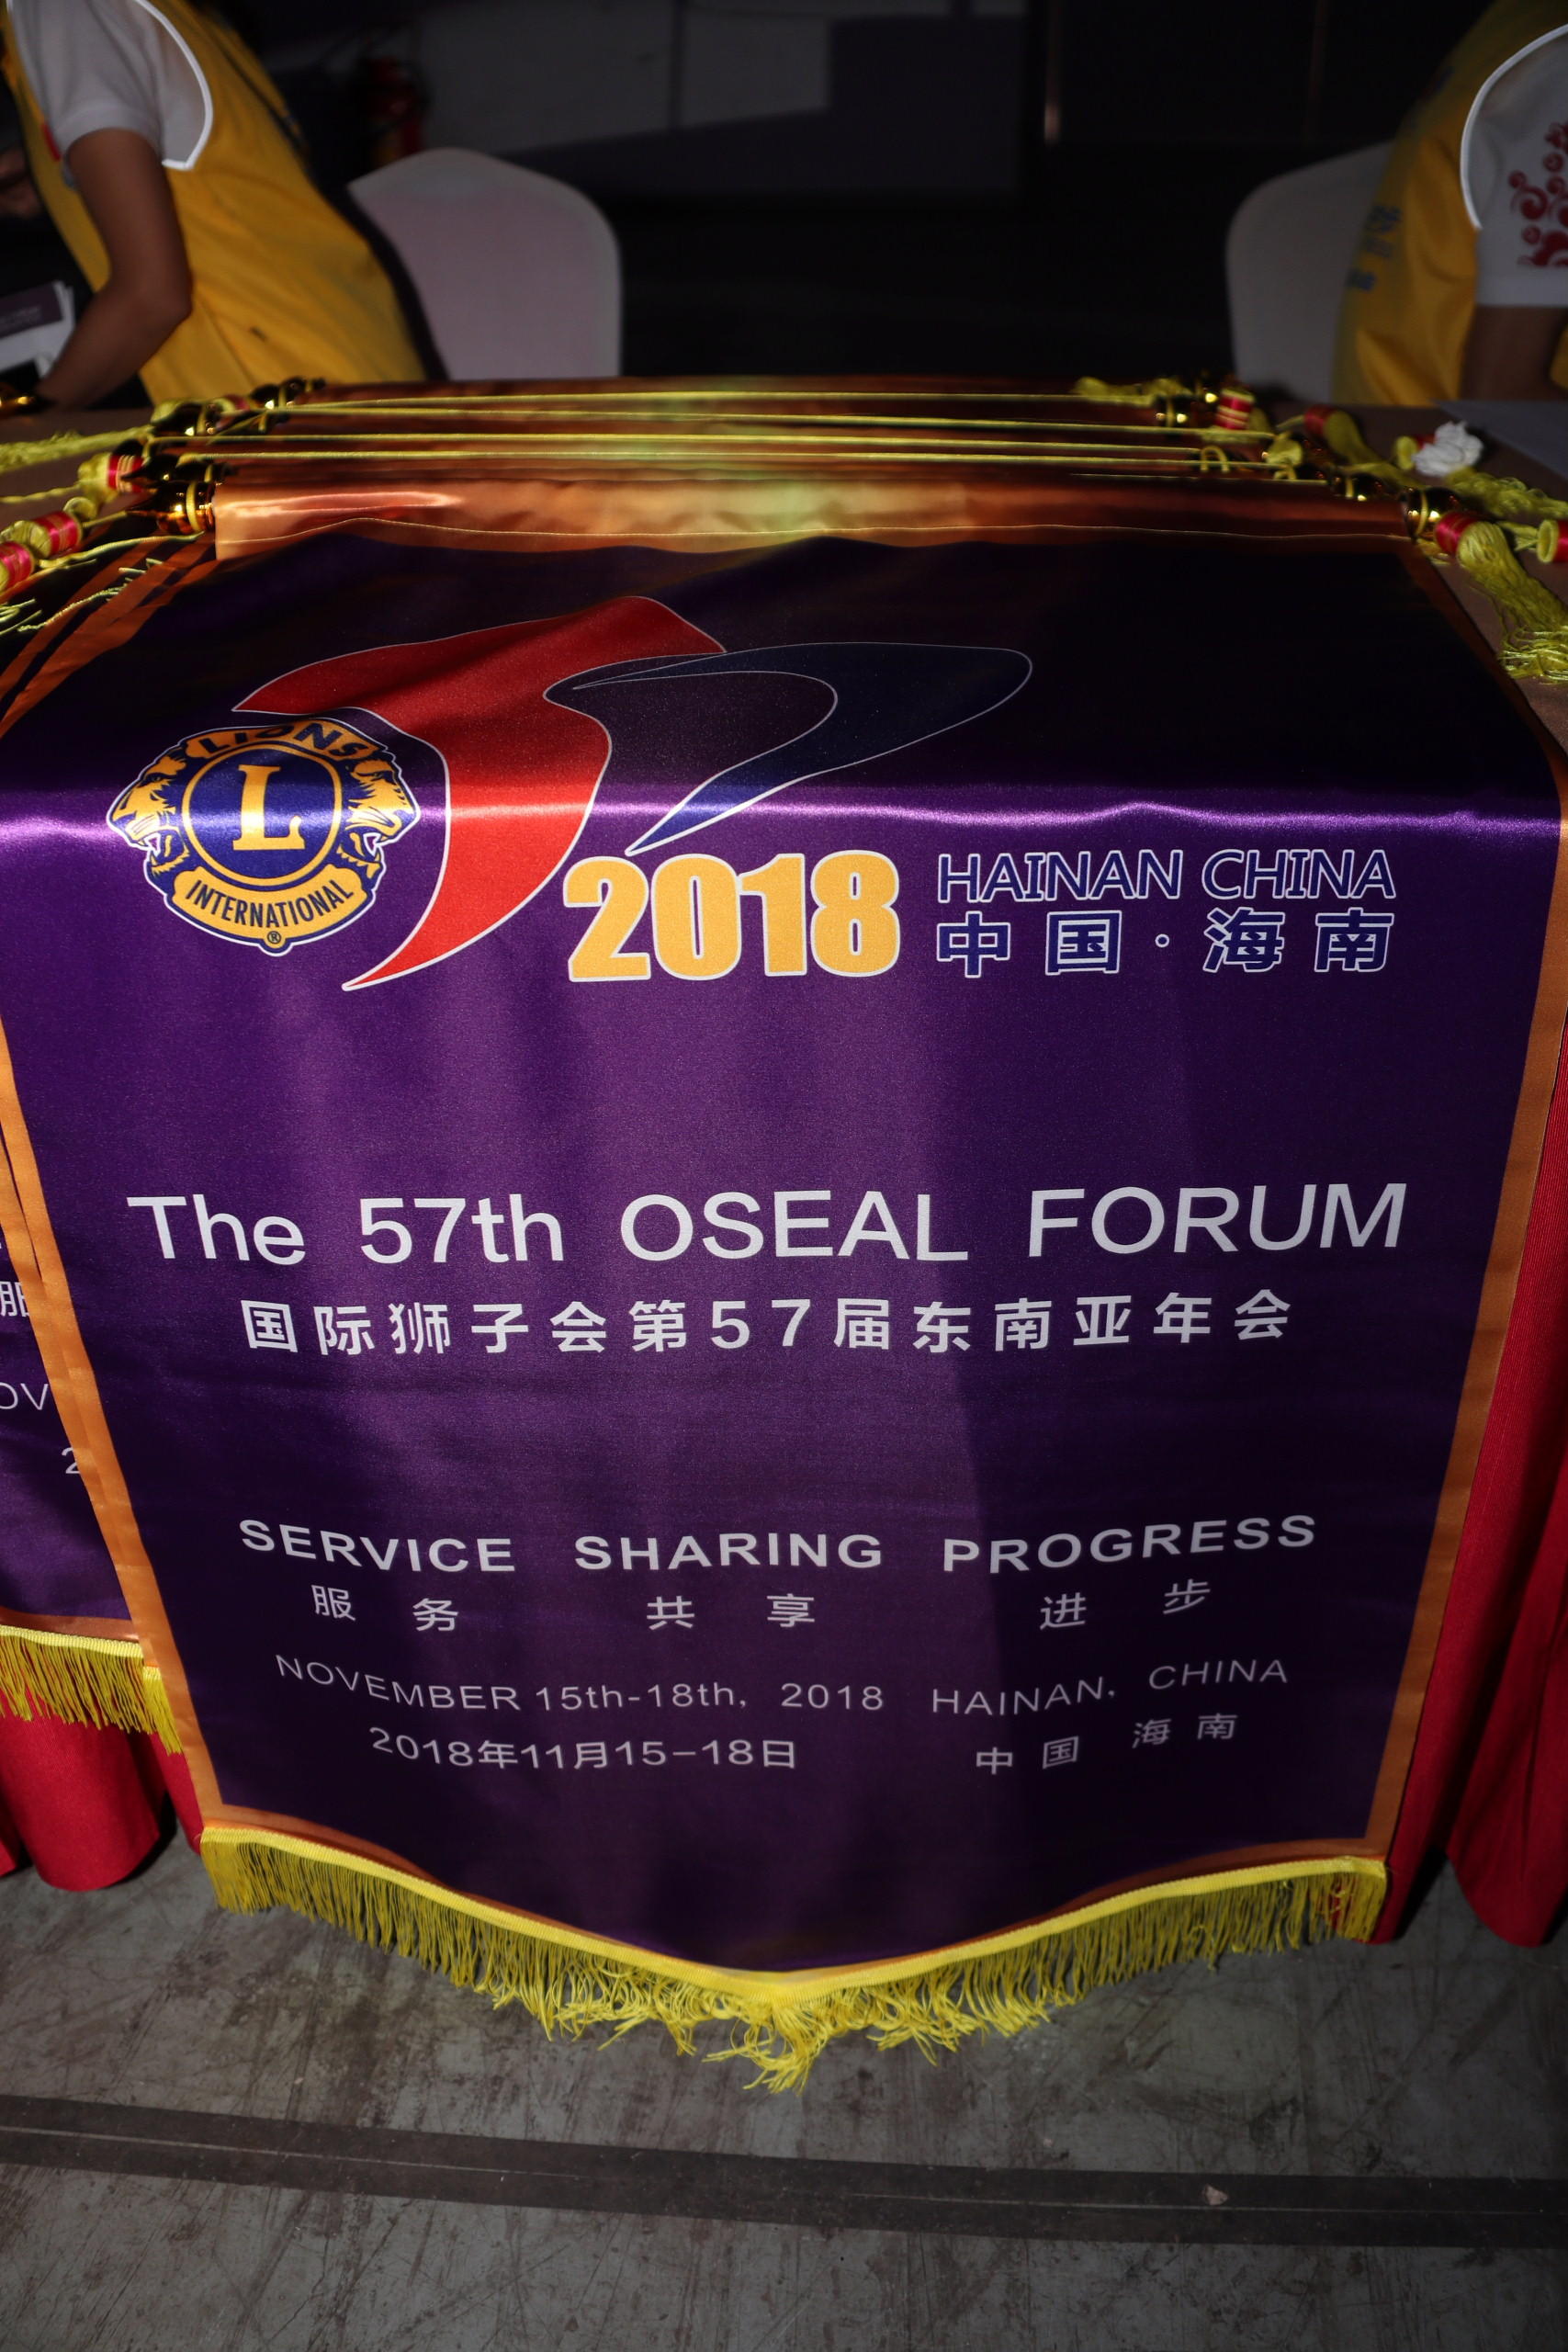 LIONS
L
INTERNATIONAL
®
57
2018
HAINAN CHINA
中国·海南
The 57th OSEAL FORUM
国际狮子会第57届东南亚年会
SERVICE SHARING PROGRESS
服务 共享 进步
NOVEMBER 15th-18th, 2018 HAINAN, CHINA
2018年11月15-18日 中国 海南